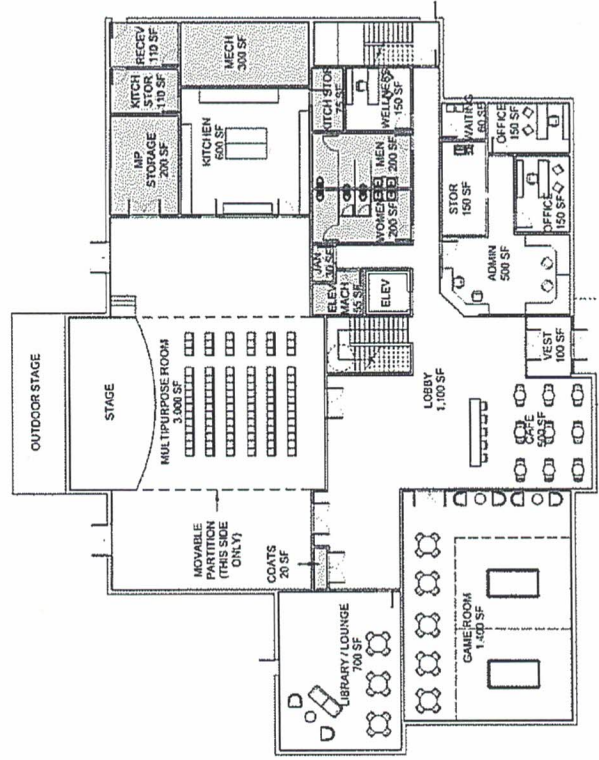 RECEV
110 SF
MECH
300 SF
KITCH
STOR.
110 SF
KITCH STOR
75 SF
WELLNESS
150 SF
WAITING
60 SF
OFFICE
150 SF
MP
STORAGE
200 SF
KITCHEN
600 SF
MEN
200 SF
STOR
150 SF
WOMEN
200 SF
OFFICE
150 SF
JAN
30 SF
ELEV
MACH
55 SF
ELEV
ADMIN
500 SF
VEST
100 SF
OUTDOOR STAGE
STAGE
MULTIPURPOSE ROOM
3,000 SF
LOBBY
1,100 SF
CAFE
500 SF
MOVABLE
PARTITION
(THIS SIDE
ONLY)
COATS
20 SF
LIBRARY / LOUNGE
700 SF
GAME ROOM
1,400 SF